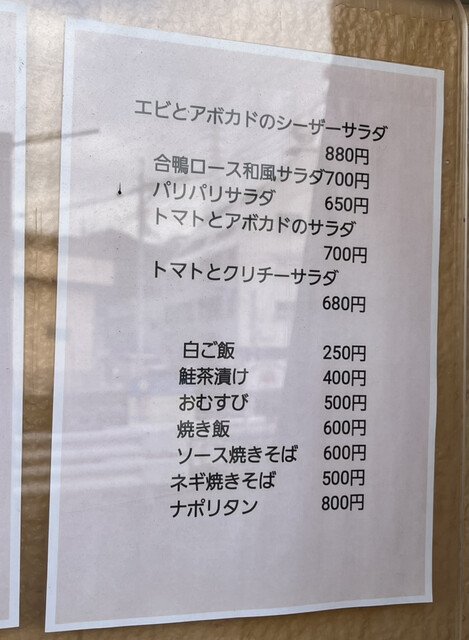 エビとアボカドのシーザーサラダ
880円
合鴨ロース和風サラダ700円
パリパリサラダ 650円
トマトとアボカドのサラダ
700円
トマトとクリチーサラダ
680円
白ご飯 250円
鮭茶漬け 400円
おむすび 500円
焼き飯 600円
ソース焼きそば 600円
ネギ焼きそば 500円
ナポリタン 800円